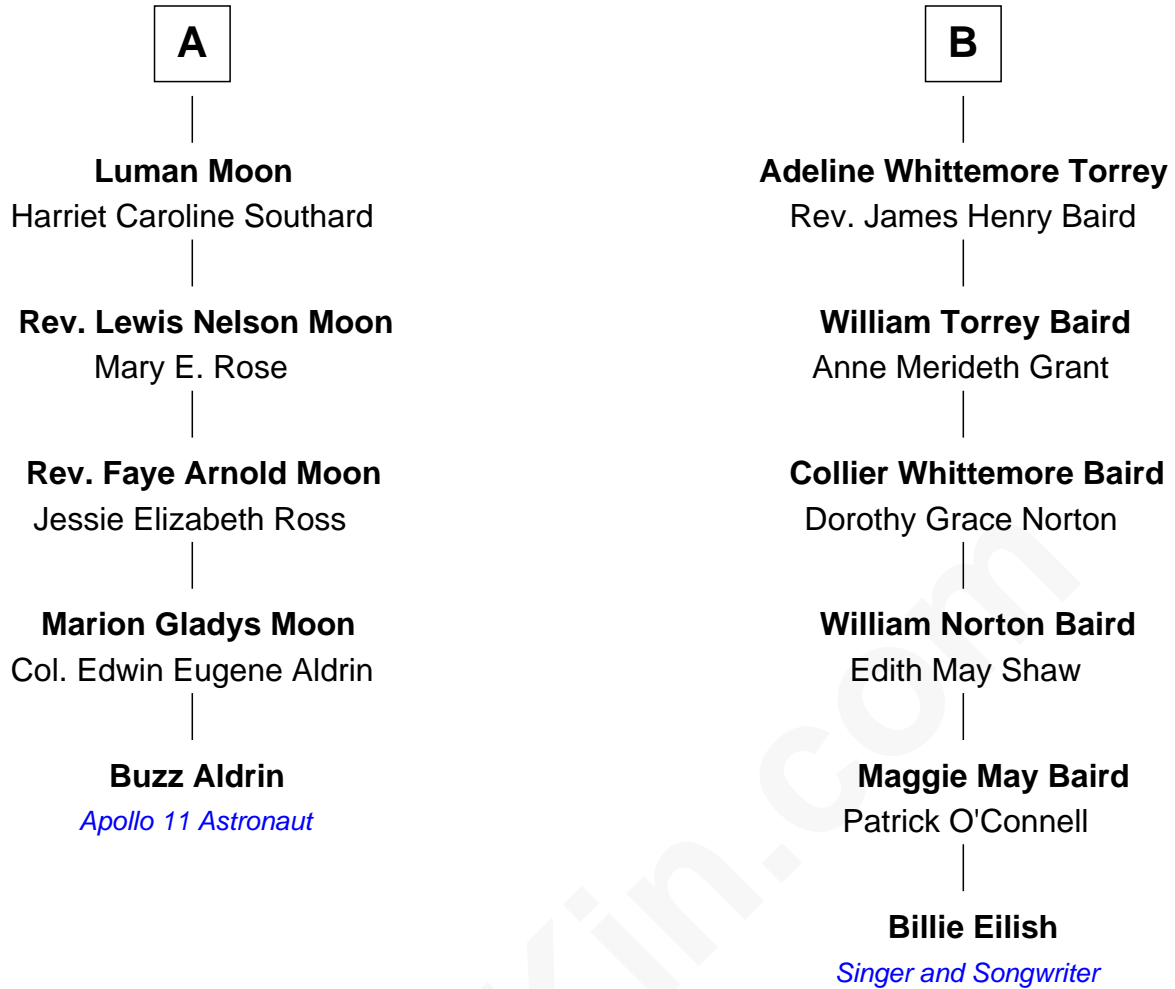 A
Luman Moon
Harriet Caroline Southard
Rev. Lewis Nelson Moon
Mary E. Rose
Rev. Faye Arnold Moon
Jessie Elizabeth Ross
Marion Gladys Moon
Col. Edwin Eugene Aldrin
Buzz Aldrin
Apollo 11 Astronaut
B
Adeline Whittemore Torrey
Rev. James Henry Baird
William Torrey Baird
Anne Merideth Grant
Collier Whittemore Baird
Dorothy Grace Norton
William Norton Baird
Edith May Shaw
Maggie May Baird
Patrick O'Connell
Billie Eilish
Singer and Songwriter
Kin.com